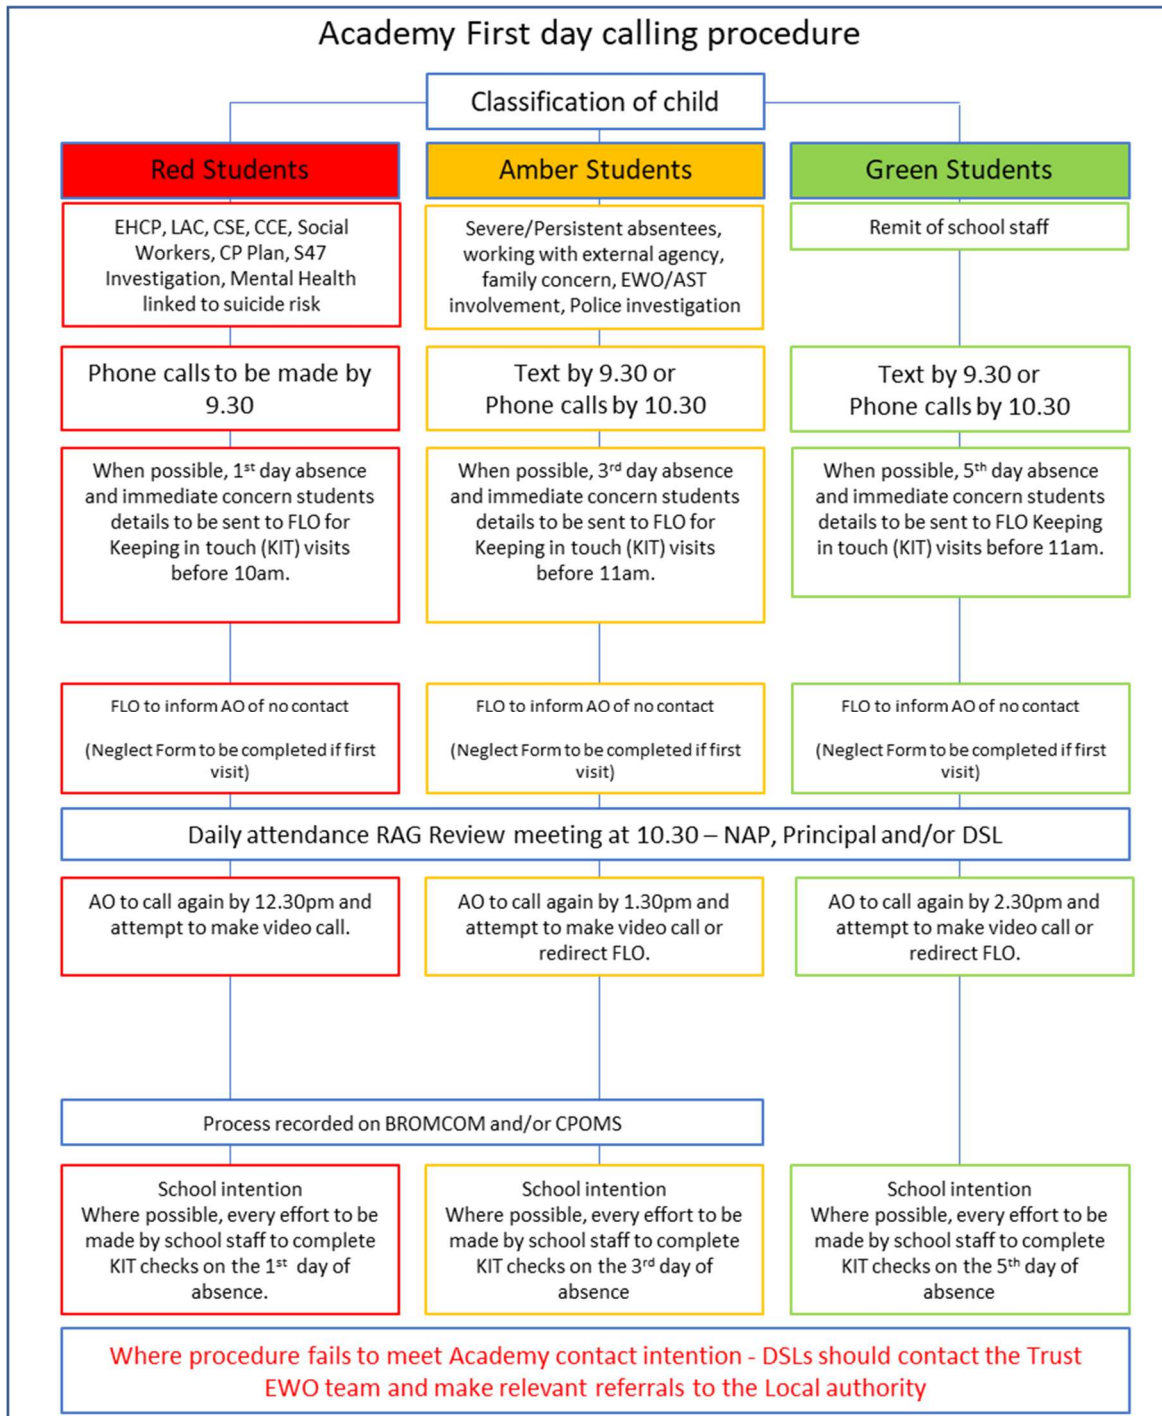 Academy First day calling procedure
Classification of child
Red Students
Amber Students
Green Students
EHCP, LAC, CSE, CCE, Social
Workers, CP Plan, S47
Investigation, Mental Health
linked to suicide risk
Severe/Persistent absentees,
working with external agency,
family concern, EWO/AST
involvement, Police investigation
Remit of school staff
Phone calls to be made by
9.30
Text by 9.30 or
Phone calls by 10.30
Text by 9.30 or
Phone calls by 10.30
When possible, 1st day absence
and immediate concern students
details to be sent to FLO for
Keeping in touch (KIT) visits
before 10am.
When possible, 3rd day absence
and immediate concern students
details to be sent to FLO for
Keeping in touch (KIT) visits
before 11am.
When possible, 5th day absence
and immediate concern students
details to be sent to FLO Keeping
in touch (KIT) visits before 11am.
FLO to inform AO of no contact
(Neglect Form to be completed if first
visit)
FLO to inform AO of no contact
(Neglect Form to be completed if first
visit)
FLO to inform AO of no contact
(Neglect Form to be completed if first
visit)
Daily attendance RAG Review meeting at 10.30 – NAP, Principal and/or DSL
AO to call again by 12.30pm and
attempt to make video call.
AO to call again by 1.30pm and
attempt to make video call or
redirect FLO.
AO to call again by 2.30pm and
attempt to make video call or
redirect FLO.
Process recorded on BROMCOM and/or CPOMS
School intention
Where possible, every effort to be
made by school staff to complete
KIT checks on the 1st day of
absence.
School intention
Where possible, every effort to be
made by school staff to complete
KIT checks on the 3rd day of
absence
School intention
Where possible, every effort to be
made by school staff to complete
KIT checks on the 5th day of
absence
Where procedure fails to meet Academy contact intention - DSLs should contact the Trust
EWO team and make relevant referrals to the Local authority